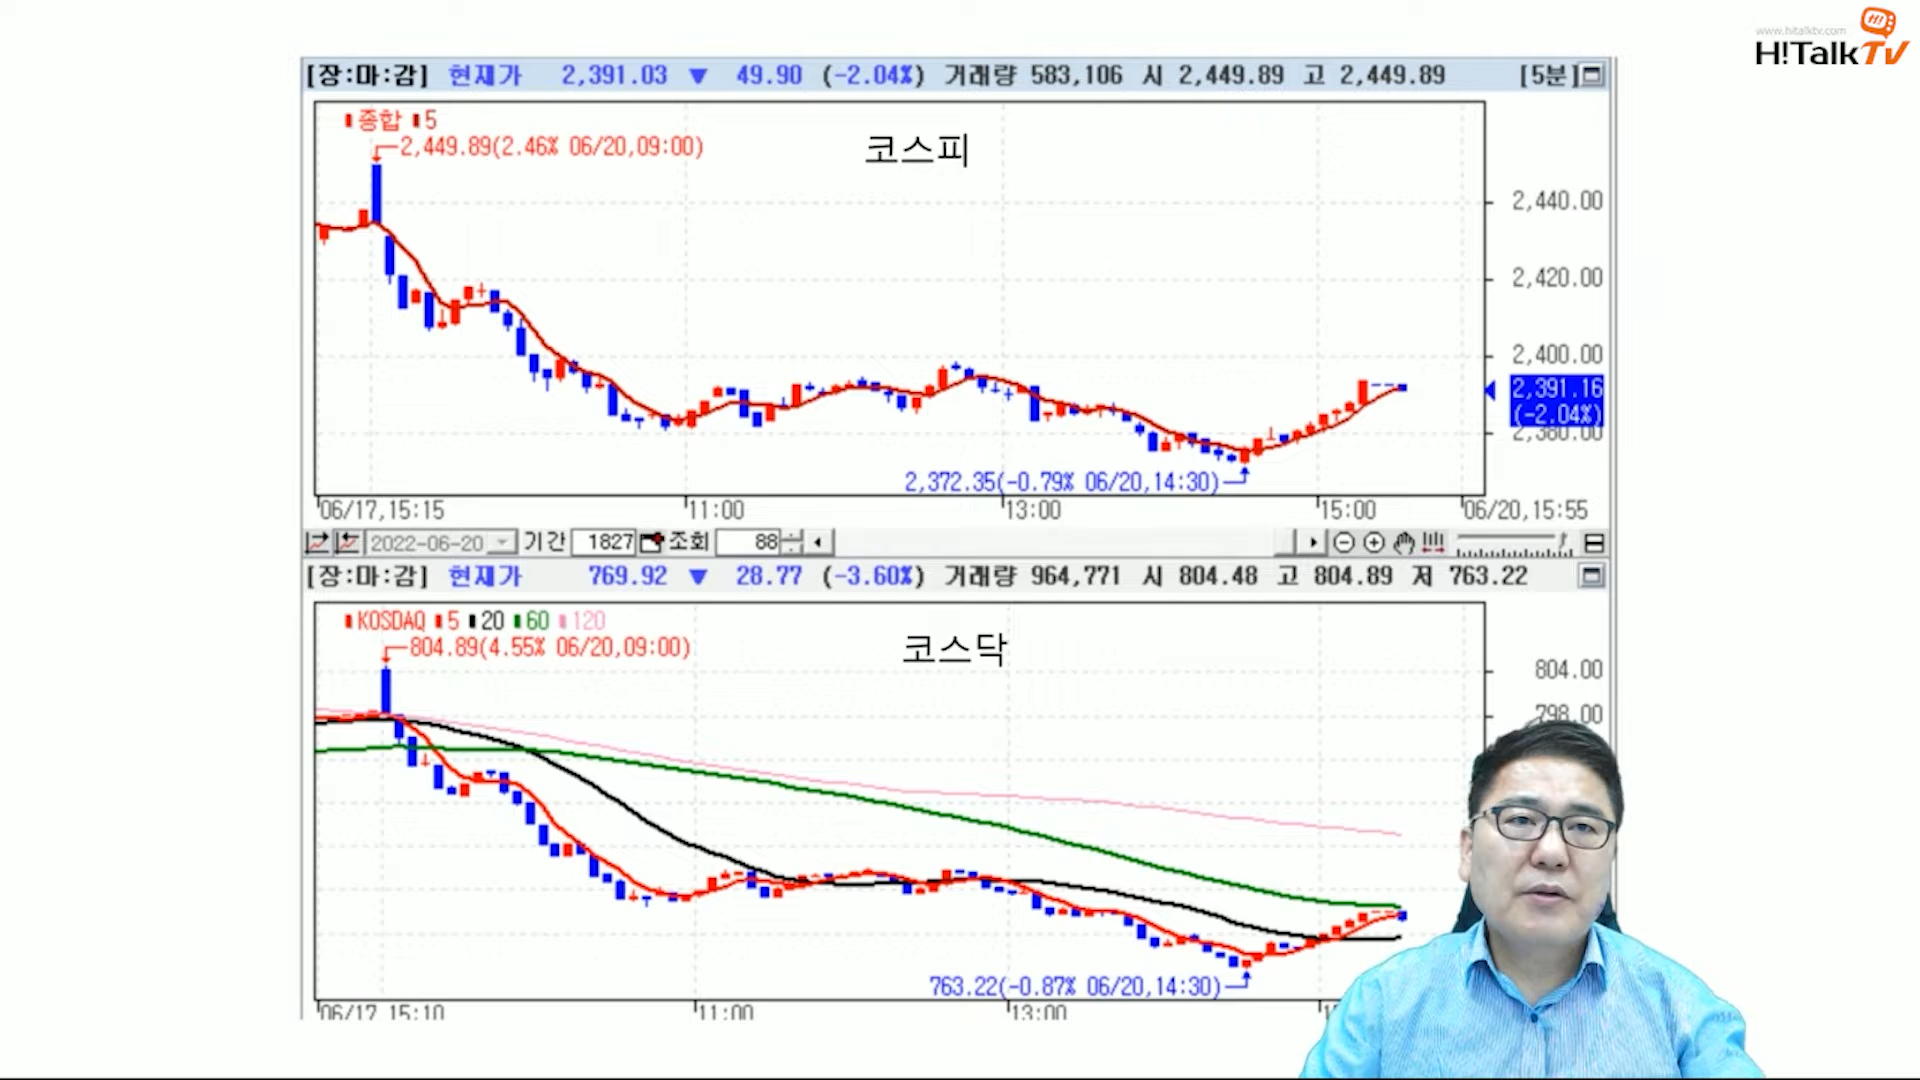 www.hitalktv.com
H!TalkTV
[장:마:감] 현재가 2,391.03 ▼ 49.90 (-2.04%) 거래량 583,106 시 2,449.89 고 2,449.89 [5분]
종합 5
2,449.89(2.46% 06/20,09:00)
코스피
2,440.00
2,420.00
2,400.00
2,391.16
(-2.04%)
2,380.00
2,372.35(-0.79% 06/20,14:30)
06/17,15:15 11:00 13:00 15:00 06/20,15:55
2022-06-20 기간 1827 조회 88
[장:마:감] 현재가 769.92 ▼ 28.77 (-3.60%) 거래량 964,771 시 804.48 고 804.89 저 763.22
KOSDAQ 5 20 60 120
804.89(4.55% 06/20,09:00)
코스닥
804.00
798.00
763.22(-0.87% 06/20,14:30)
06/17 15:10 11:00 13:00